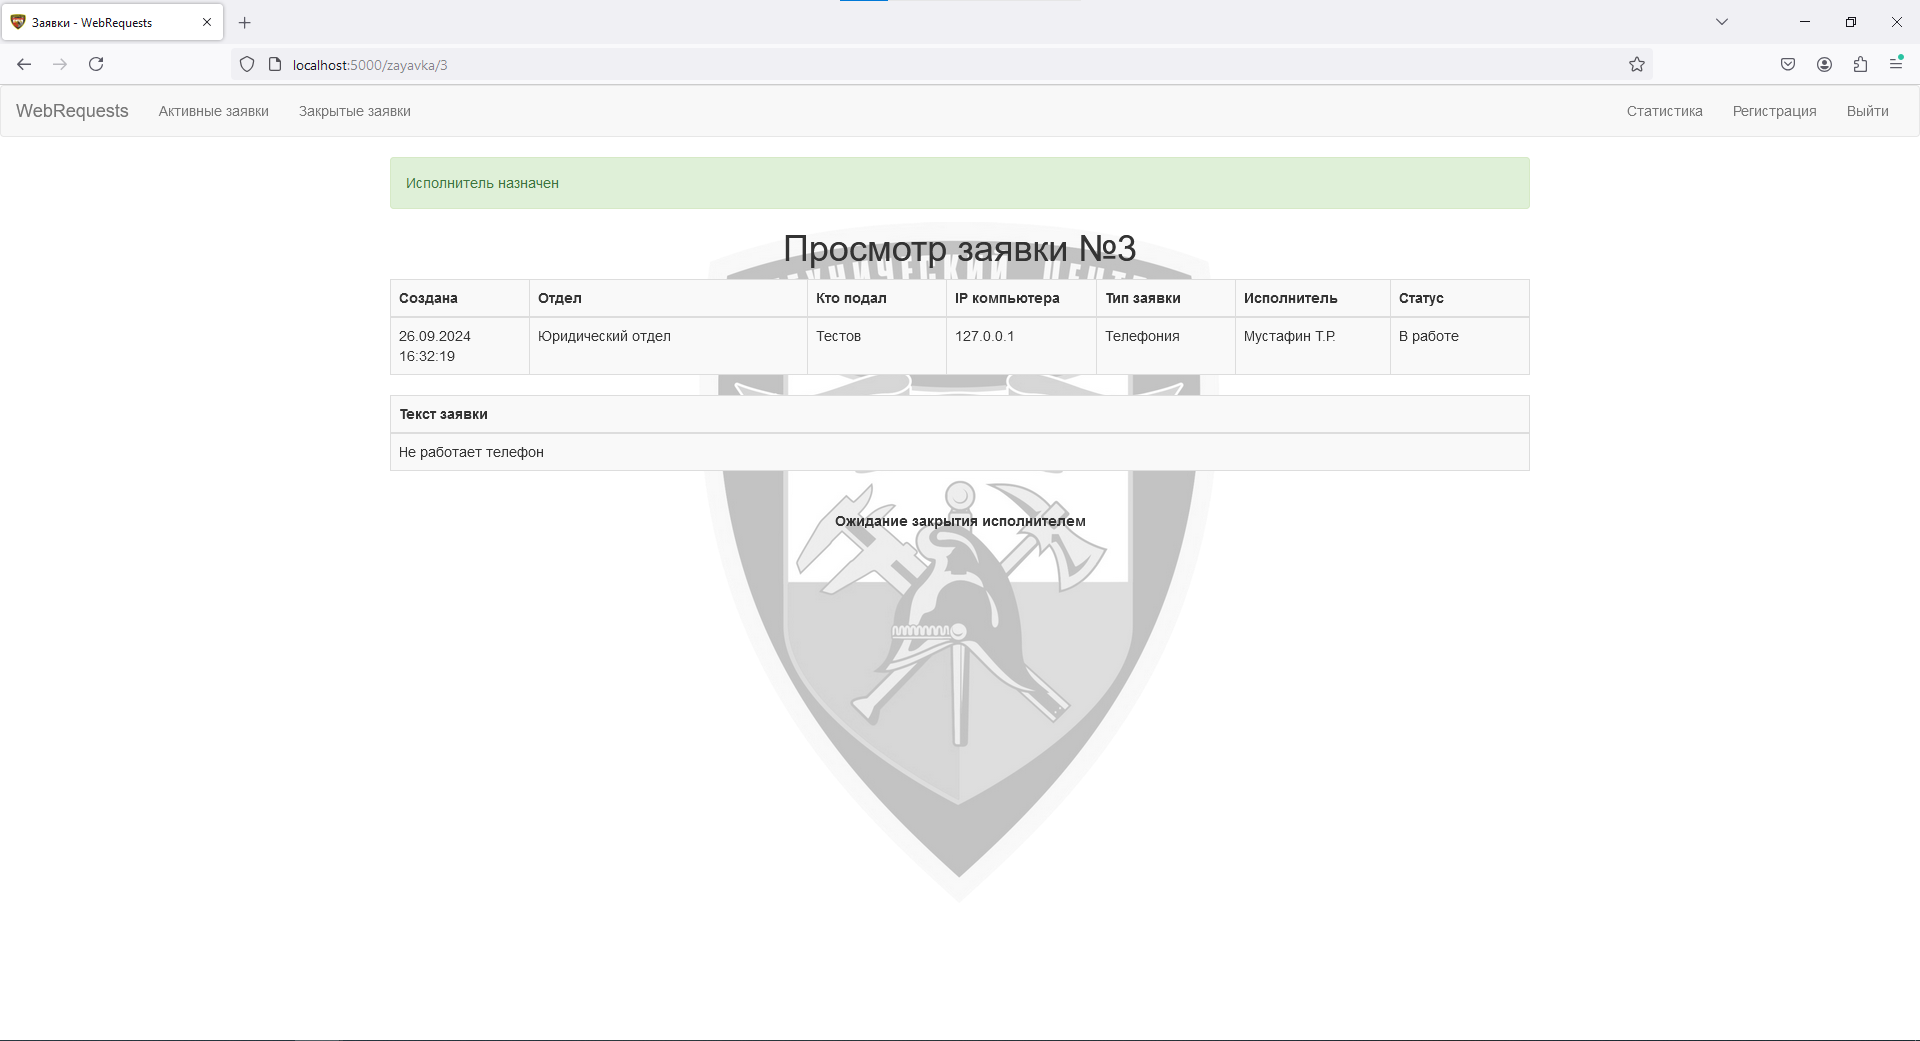 Заявки - WebRequests
localhost:5000/zayavka/3
WebRequests Активные заявки Закрытые заявки Статистика Регистрация Выйти
Исполнитель назначен
Просмотр заявки №3
Создана Отдел Кто подал IP компьютера Тип заявки Исполнитель Статус
26.09.2024 Юридический отдел Тестов 127.0.0.1 Телефония Мустафин Т.Р. В работе
16:32:19
Текст заявки
Не работает телефон
Ожидание закрытия исполнителем